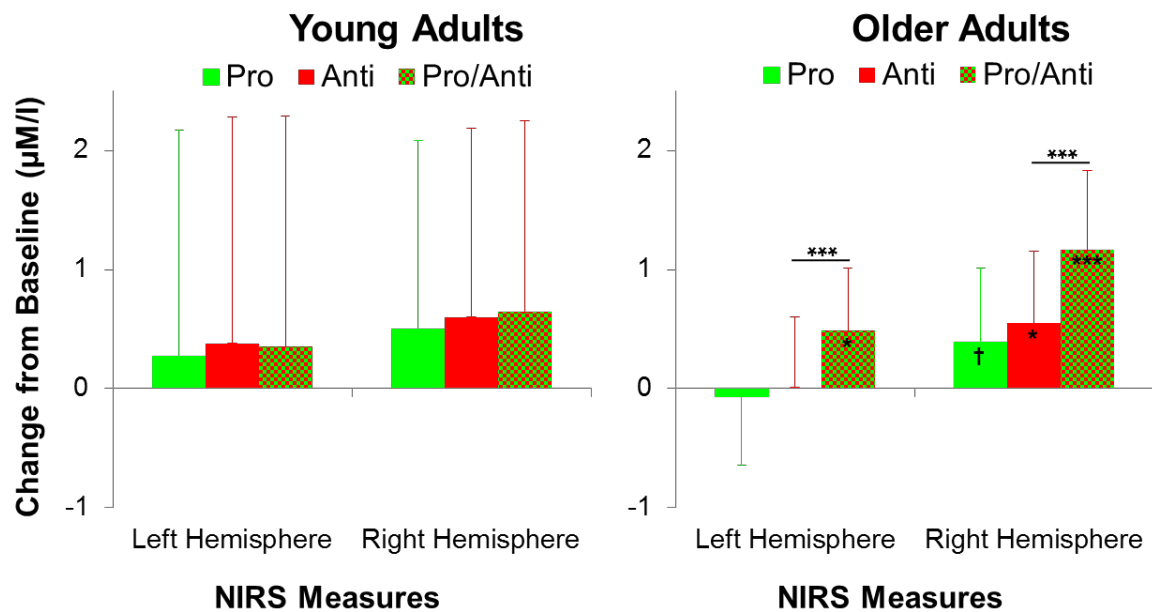 Young Adults
Pro Anti Pro/Anti
Change from Baseline (µM/l)
2
1
0
-1
Left Hemisphere Right Hemisphere
NIRS Measures
Older Adults
Pro Anti Pro/Anti
2
1
0
-1
***
*
***
†
*
***
Left Hemisphere Right Hemisphere
NIRS Measures